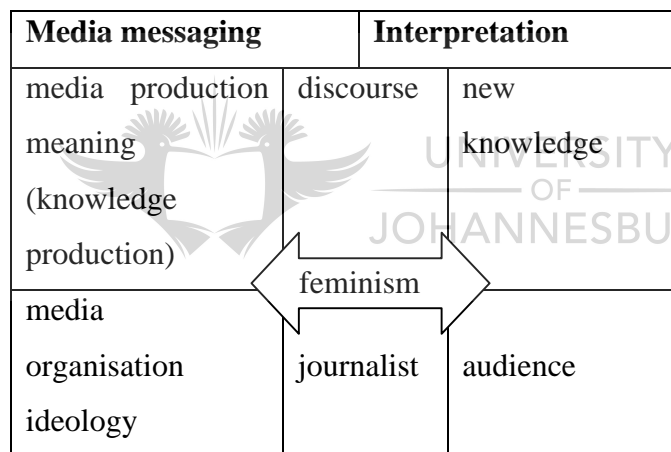 Media messaging Interpretation
media production discourse new
meaning knowledge
(knowledge
production)
UNIVERSITY
OF
JOHANNESBU
feminism
media
organisation journalist audience
ideology